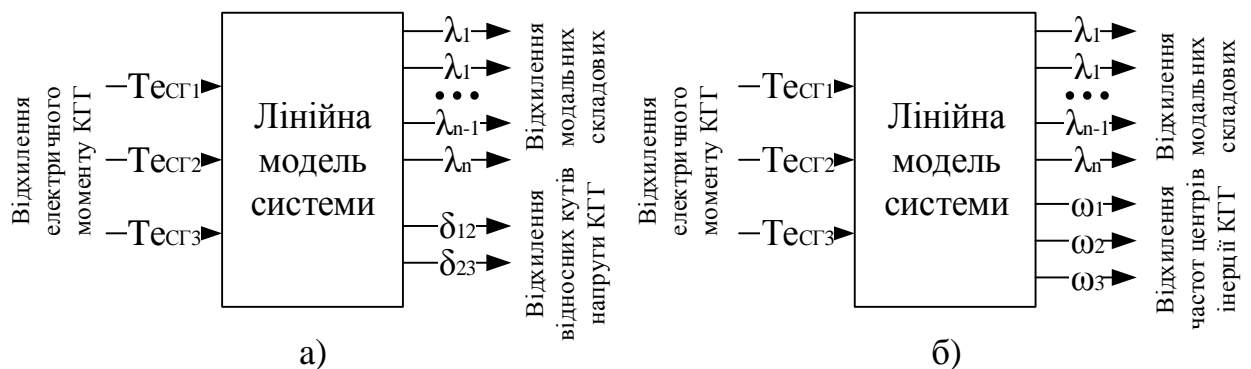 Відхилення
електричного
моменту КГГ
TeСГ1
TeСГ2
TeСГ3
Лінійна
модель
системи
λ1
λ1
•••
λn-1
λn
δ12
δ23
Відхилення
модальних
складових
Відхилення
відносних кутів
напруги КГГ
а)
Відхилення
електричного
моменту КГГ
TeСГ1
TeСГ2
TeСГ3
Лінійна
модель
системи
λ1
λ1
•••
λn-1
λn
ω1
ω2
ω3
Відхилення
модальних
складових
Відхилення
частот центрів
інерції КГГ
б)